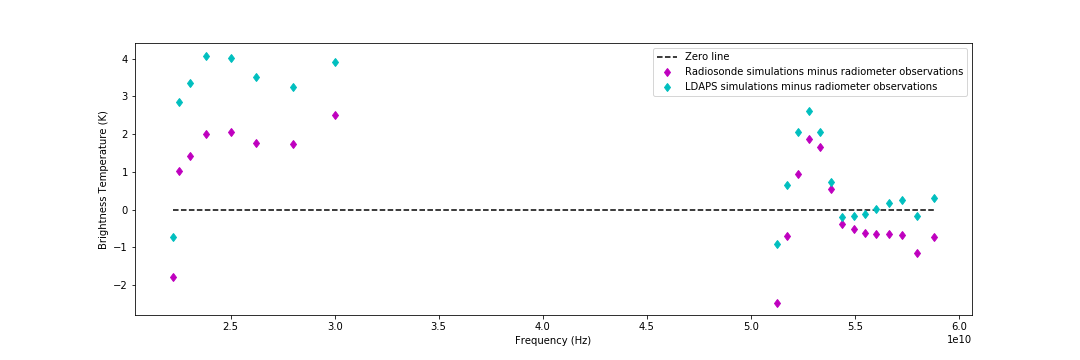 Zero line
Radiosonde simulations minus radiometer observations
LDAPS simulations minus radiometer observations
Brightness Temperature (K)
4
3
2
1
0
−1
−2
2.5 3.0 3.5 4.0 4.5 5.0 5.5 6.0
1e10
Frequency (Hz)